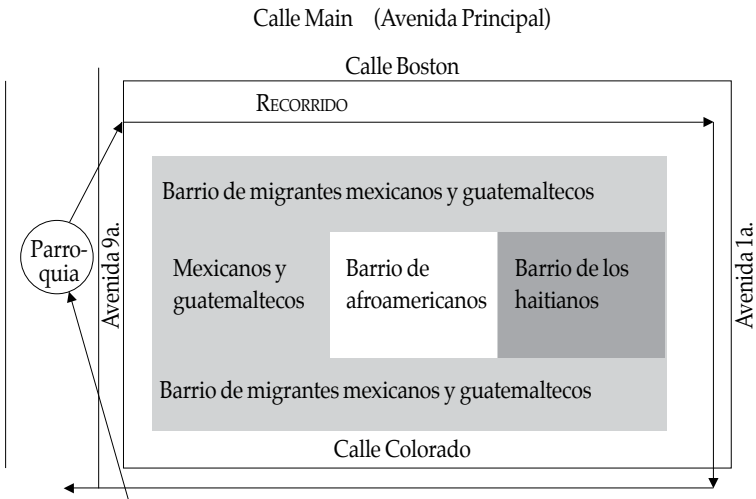 Calle Main (Avenida Principal)
Calle Boston
RECORRIDO
Barrio de migrantes mexicanos y guatemaltecos
Parro-
quia
Avenida 9a.
Mexicanos y
guatemaltecos
Barrio de
afroamericanos
Barrio de los
haitianos
Avenida 1a.
Barrio de migrantes mexicanos y guatemaltecos
Calle Colorado